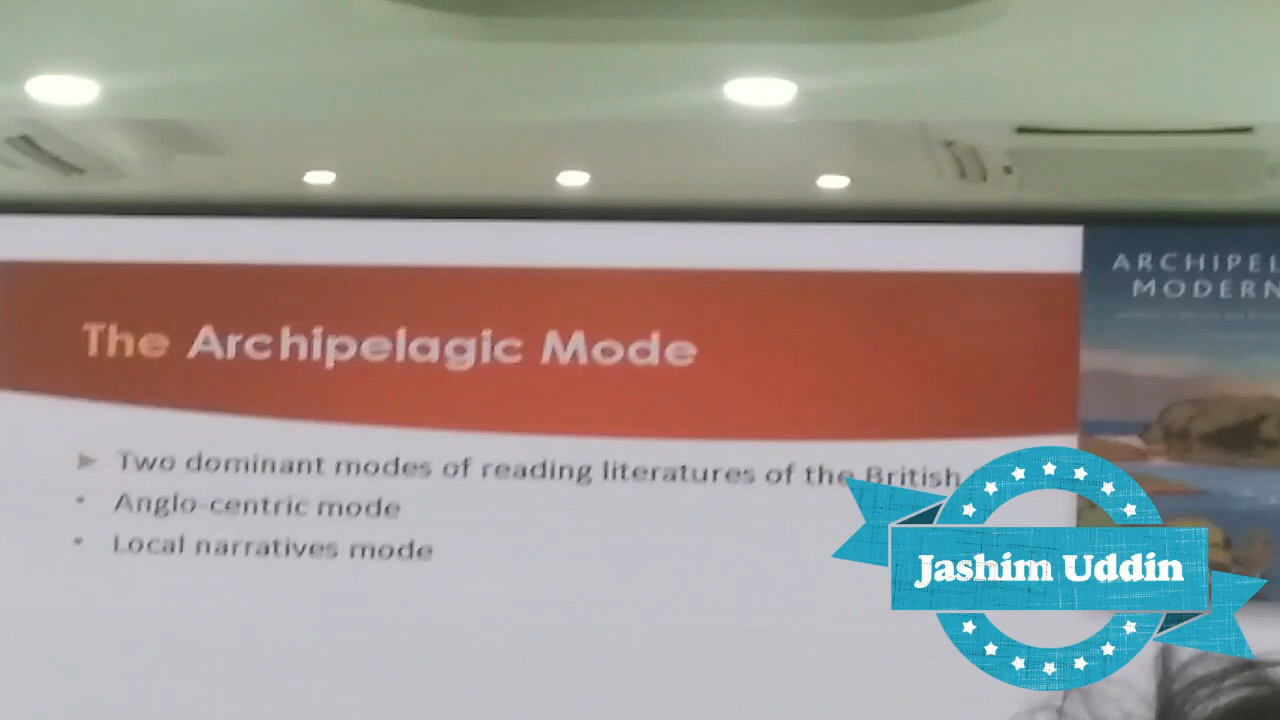 The Archipelagic Mode
Two dominant modes of reading literatures of the British
• Anglo-centric mode
• Local narratives mode
ARCHIPEL
MODERN
Jashim Uddin